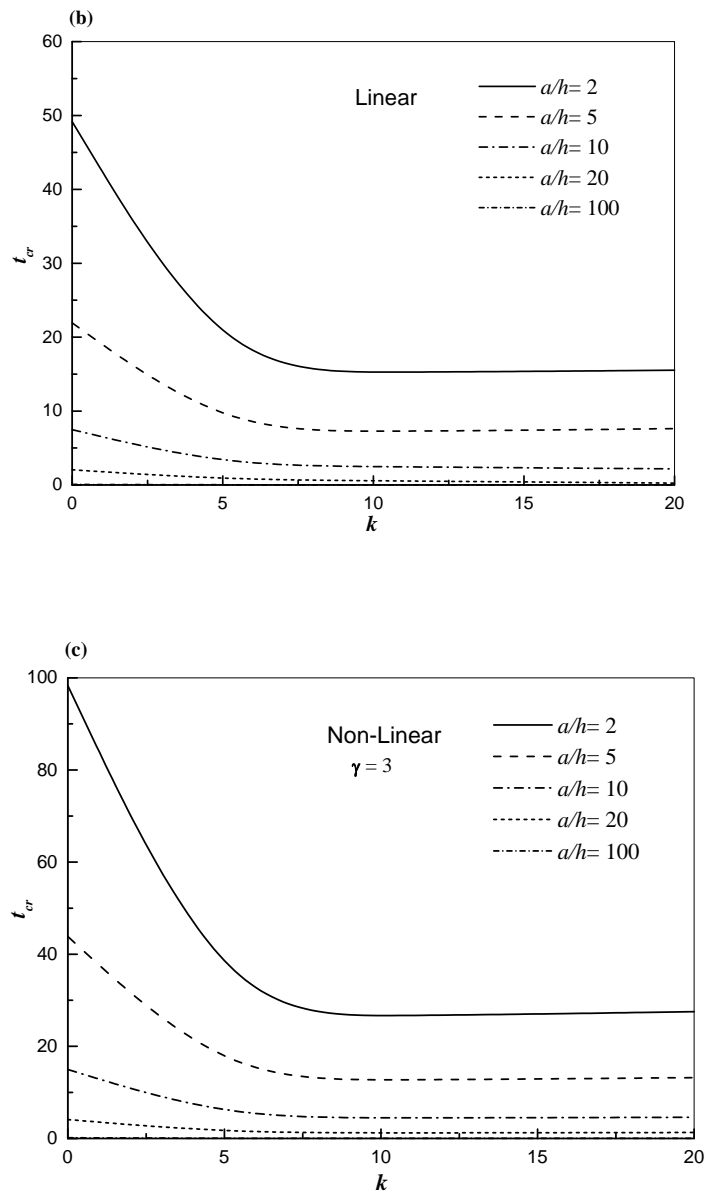 (b)
60
50
40
30
20
10
0
t_cr
Linear
a/h= 2
a/h= 5
a/h= 10
a/h= 20
a/h= 100
0 5 10 15 20
k
(c)
100
80
60
40
20
0
t_cr
Non-Linear
γ = 3
a/h= 2
a/h= 5
a/h= 10
a/h= 20
a/h= 100
0 5 10 15 20
k